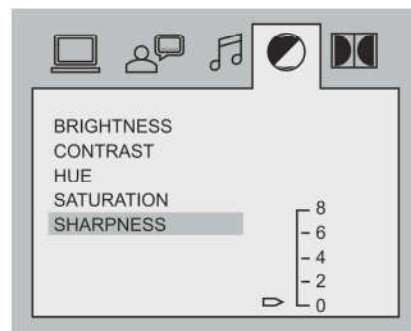 BRIGHTNESS
CONTRAST
HUE
SATURATION
SHARPNESS
8
6
4
2
0